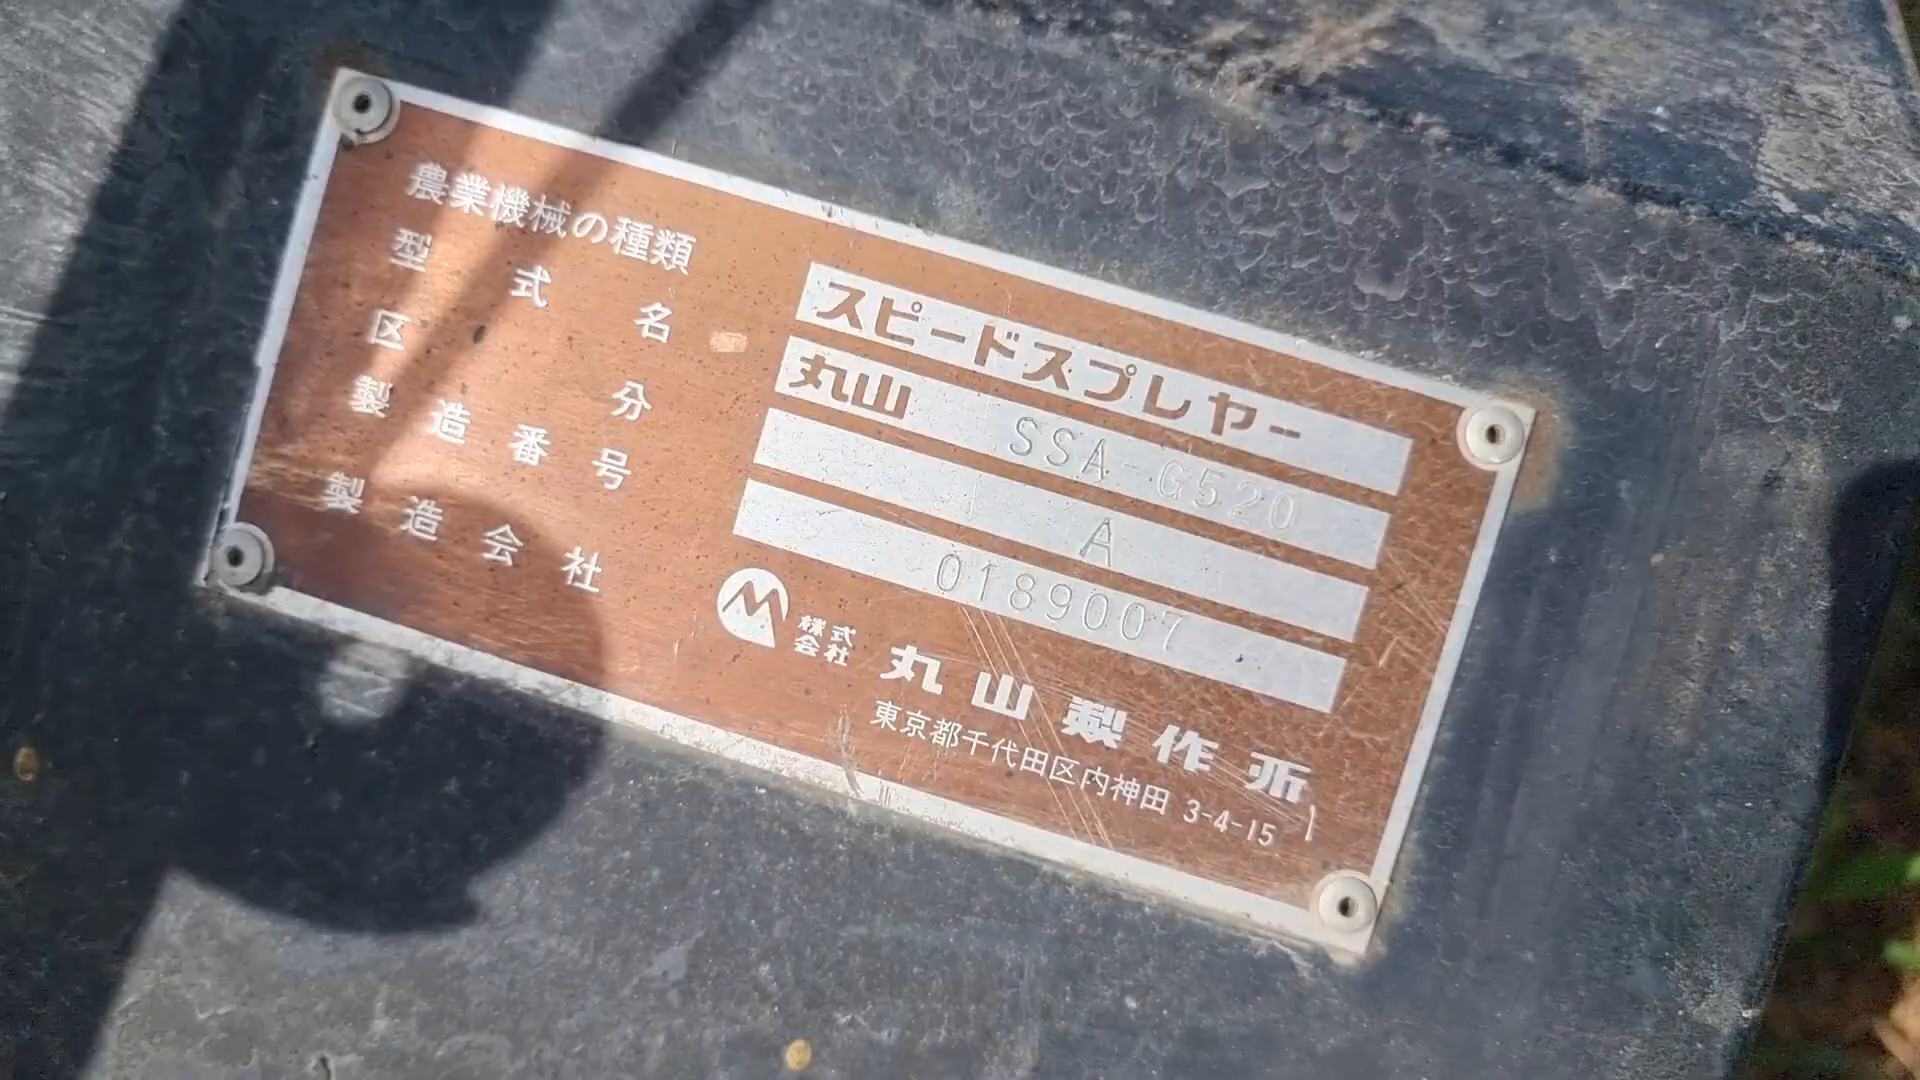 農業機械の種類 スピードスプレヤー
型式名 丸山 SSA-G520
区分 A
製造番号 0189007
製造会社 株式会社 丸山製作所
東京都千代田区内神田 3-4-15